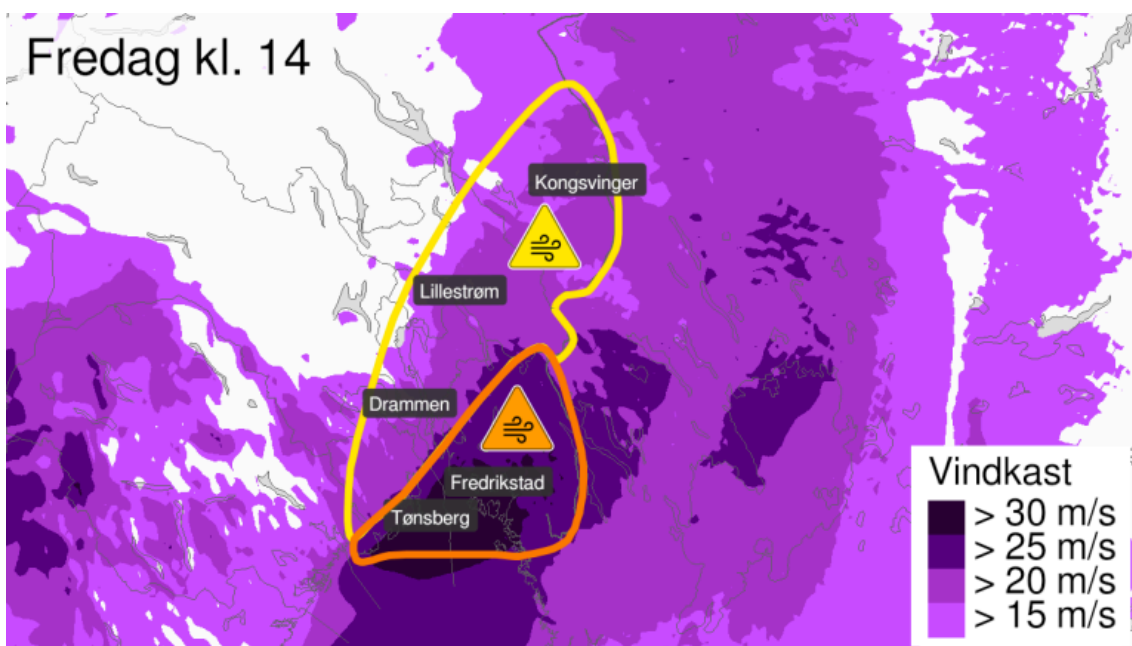 Fredag kl. 14
Kongsvinger
Lillestrøm
Drammen
Fredrikstad
Tønsberg
Vindkast
> 30 m/s
> 25 m/s
> 20 m/s
> 15 m/s